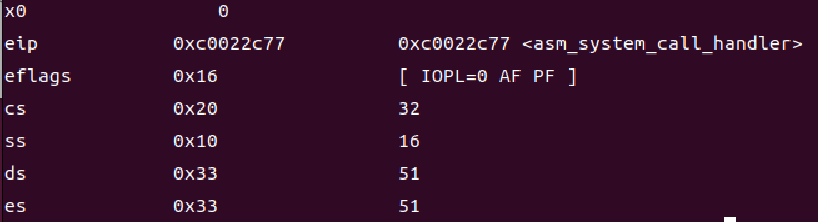 x0 0
eip 0xc0022c77 0xc0022c77 <asm_system_call_handler>
eflags 0x16 [ IOPL=0 AF PF ]
cs 0x20 32
ss 0x10 16
ds 0x33 51
es 0x33 51